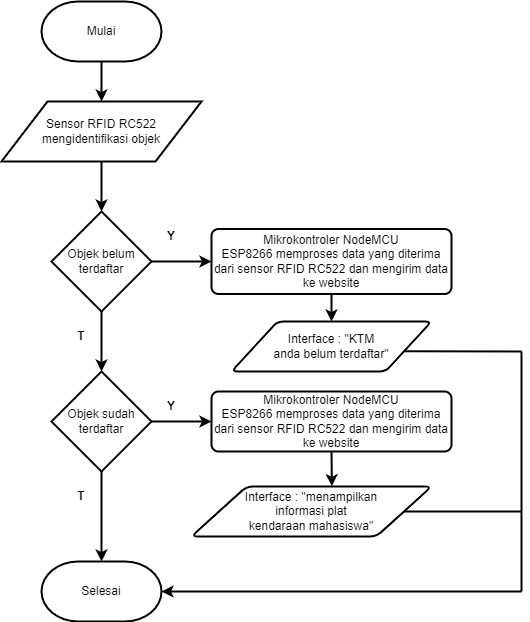 Mulai
Sensor RFID RC522
mengidentifikasi objek
Objek belum
terdaftar
Y
Mikrokontroler NodeMCU
ESP8266 memproses data yang diterima
dari sensor RFID RC522 dan mengirim data
ke website
Interface : "KTM
anda belum terdaftar"
T
Objek sudah
terdaftar
Y
Mikrokontroler NodeMCU
ESP8266 memproses data yang diterima
dari sensor RFID RC522 dan mengirim data
ke website
Interface : "menampilkan
informasi plat
kendaraan mahasiswa"
T
Selesai